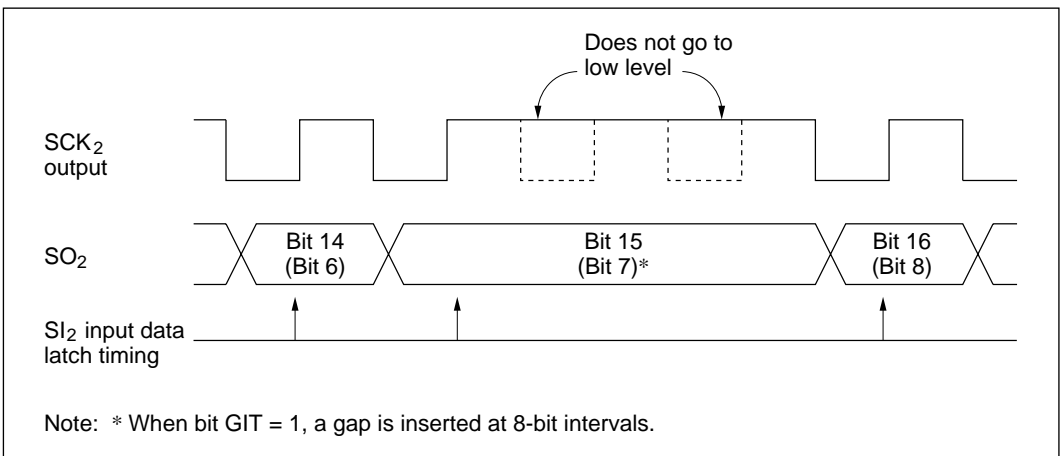 Does not go to
low level
SCK2
output
SO2
Bit 14
(Bit 6)
Bit 15
(Bit 7)*
Bit 16
(Bit 8)
SI2 input data
latch timing
Note: * When bit GIT = 1, a gap is inserted at 8-bit intervals.